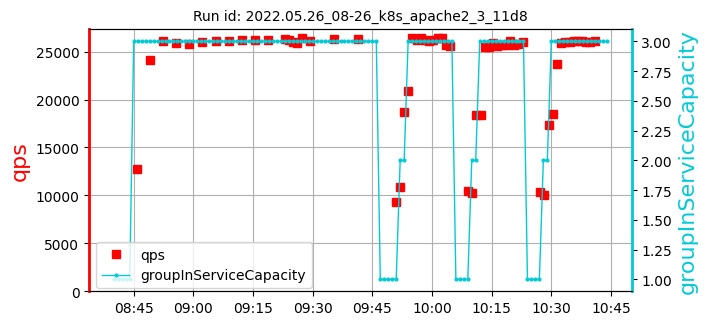 Run id: 2022.05.26_08-26_k8s_apache2_3_11d8
qps
25000
20000
15000
10000
5000
0
3.00
2.75
2.50
2.25
2.00
1.75
1.50
1.25
1.00
groupInServiceCapacity
qps
groupInServiceCapacity
08:45 09:00 09:15 09:30 09:45 10:00 10:15 10:30 10:45